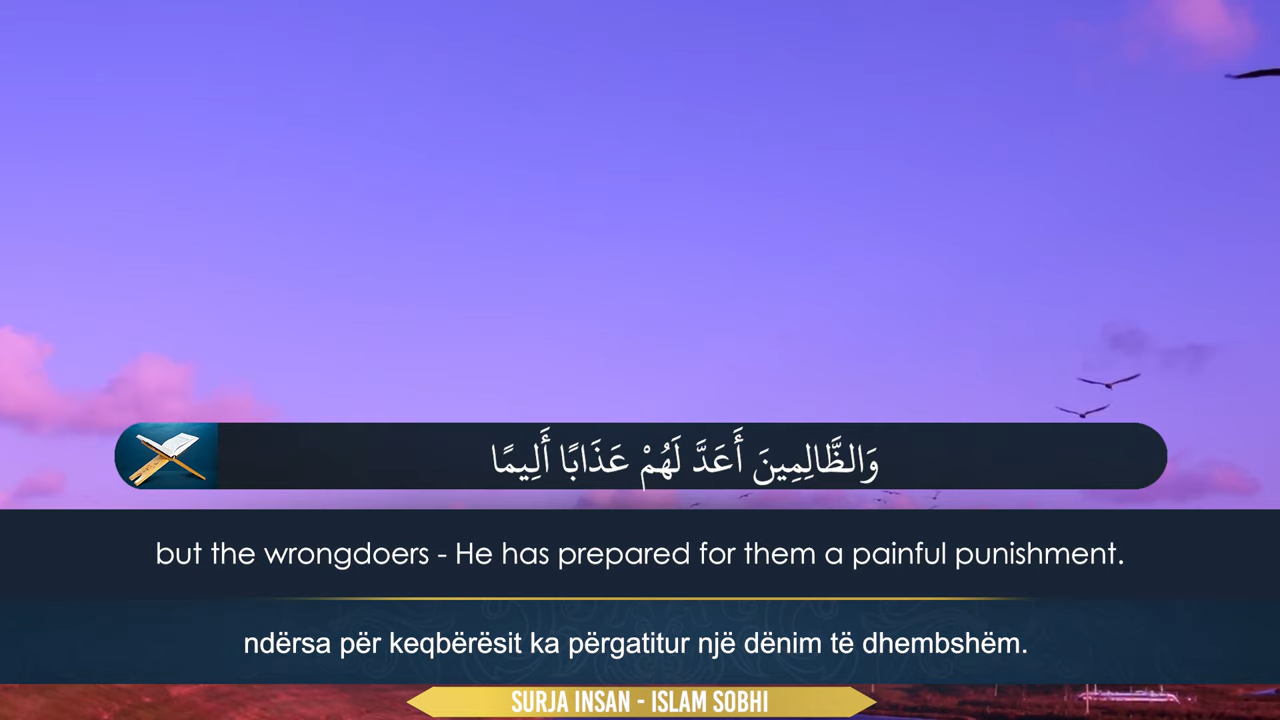 وَالظَّالِمِينَ أَعَدَّ لَهُمْ عَذَابًا أَلِيمًا
but the wrongdoers - He has prepared for them a painful punishment.
ndërsa për keqbërësit ka përgatitur një dënim të dhembshëm.
SURJA INSAN - ISLAM SOBHI